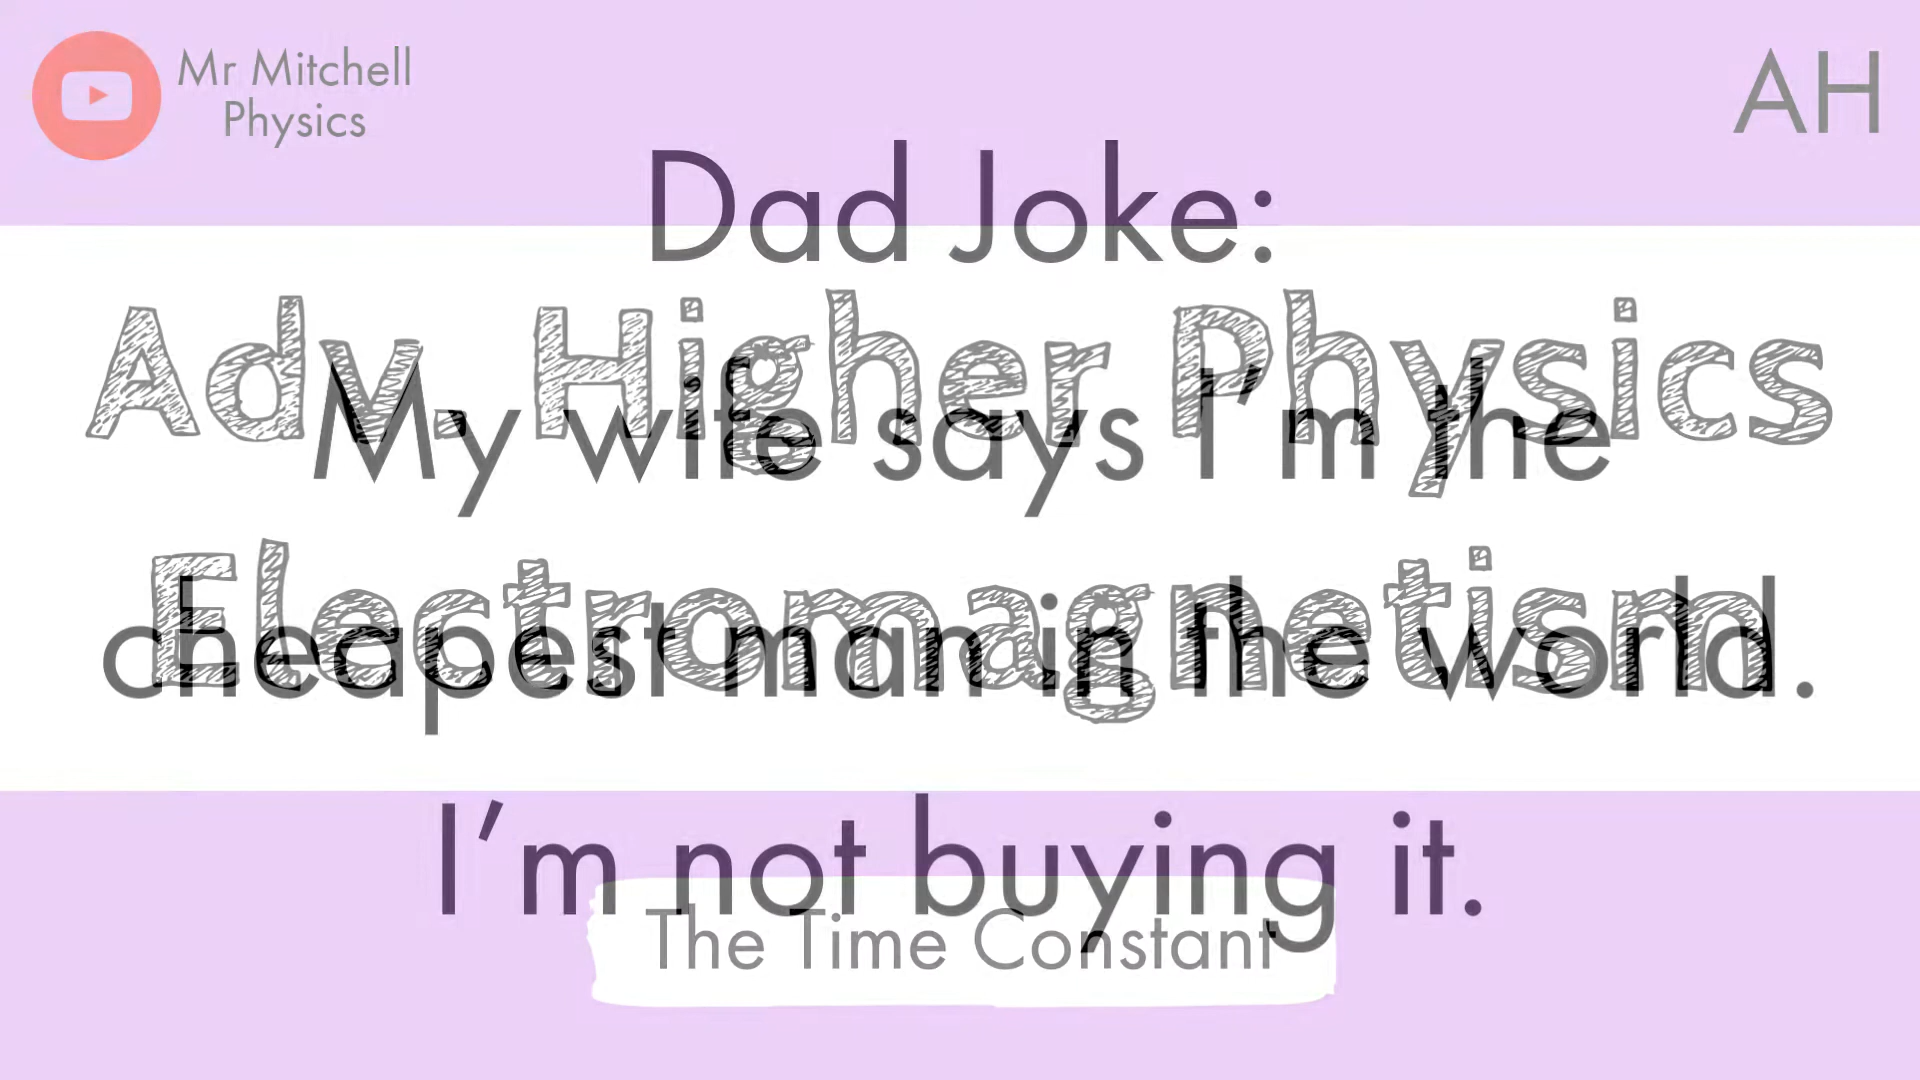 Mr Mitchell
Physics
AH
Dad Joke:
Adv. Higher Physics
My wife says I'm the
Electromagnetism
cheapest man in the world.
I'm not buying it.
The Time Constant